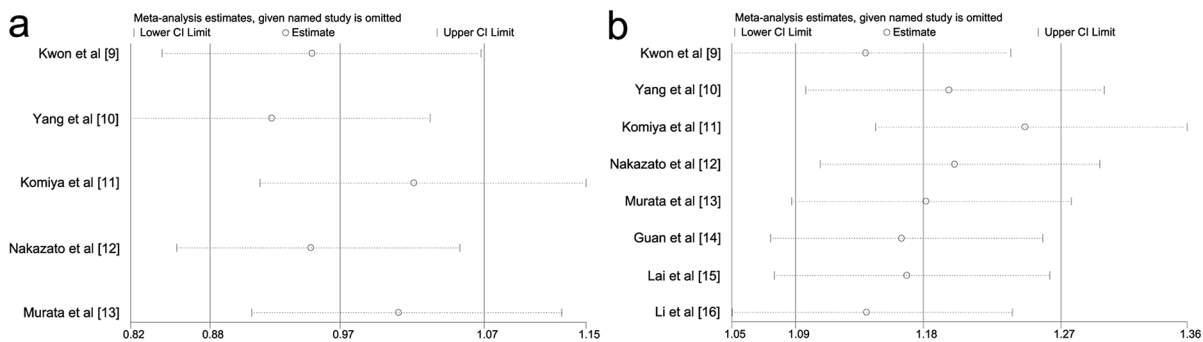 a
Meta-analysis estimates, given named study is omitted
Lower CI Limit Estimate Upper CI Limit
Kwon et al [9]
Yang et al [10]
Komiya et al [11]
Nakazato et al [12]
Murata et al [13]
0.82 0.88 0.97 1.07 1.15
b
Meta-analysis estimates, given named study is omitted
Lower CI Limit Estimate Upper CI Limit
Kwon et al [9]
Yang et al [10]
Komiya et al [11]
Nakazato et al [12]
Murata et al [13]
Guan et al [14]
Lai et al [15]
Li et al [16]
1.05 1.09 1.18 1.27 1.36